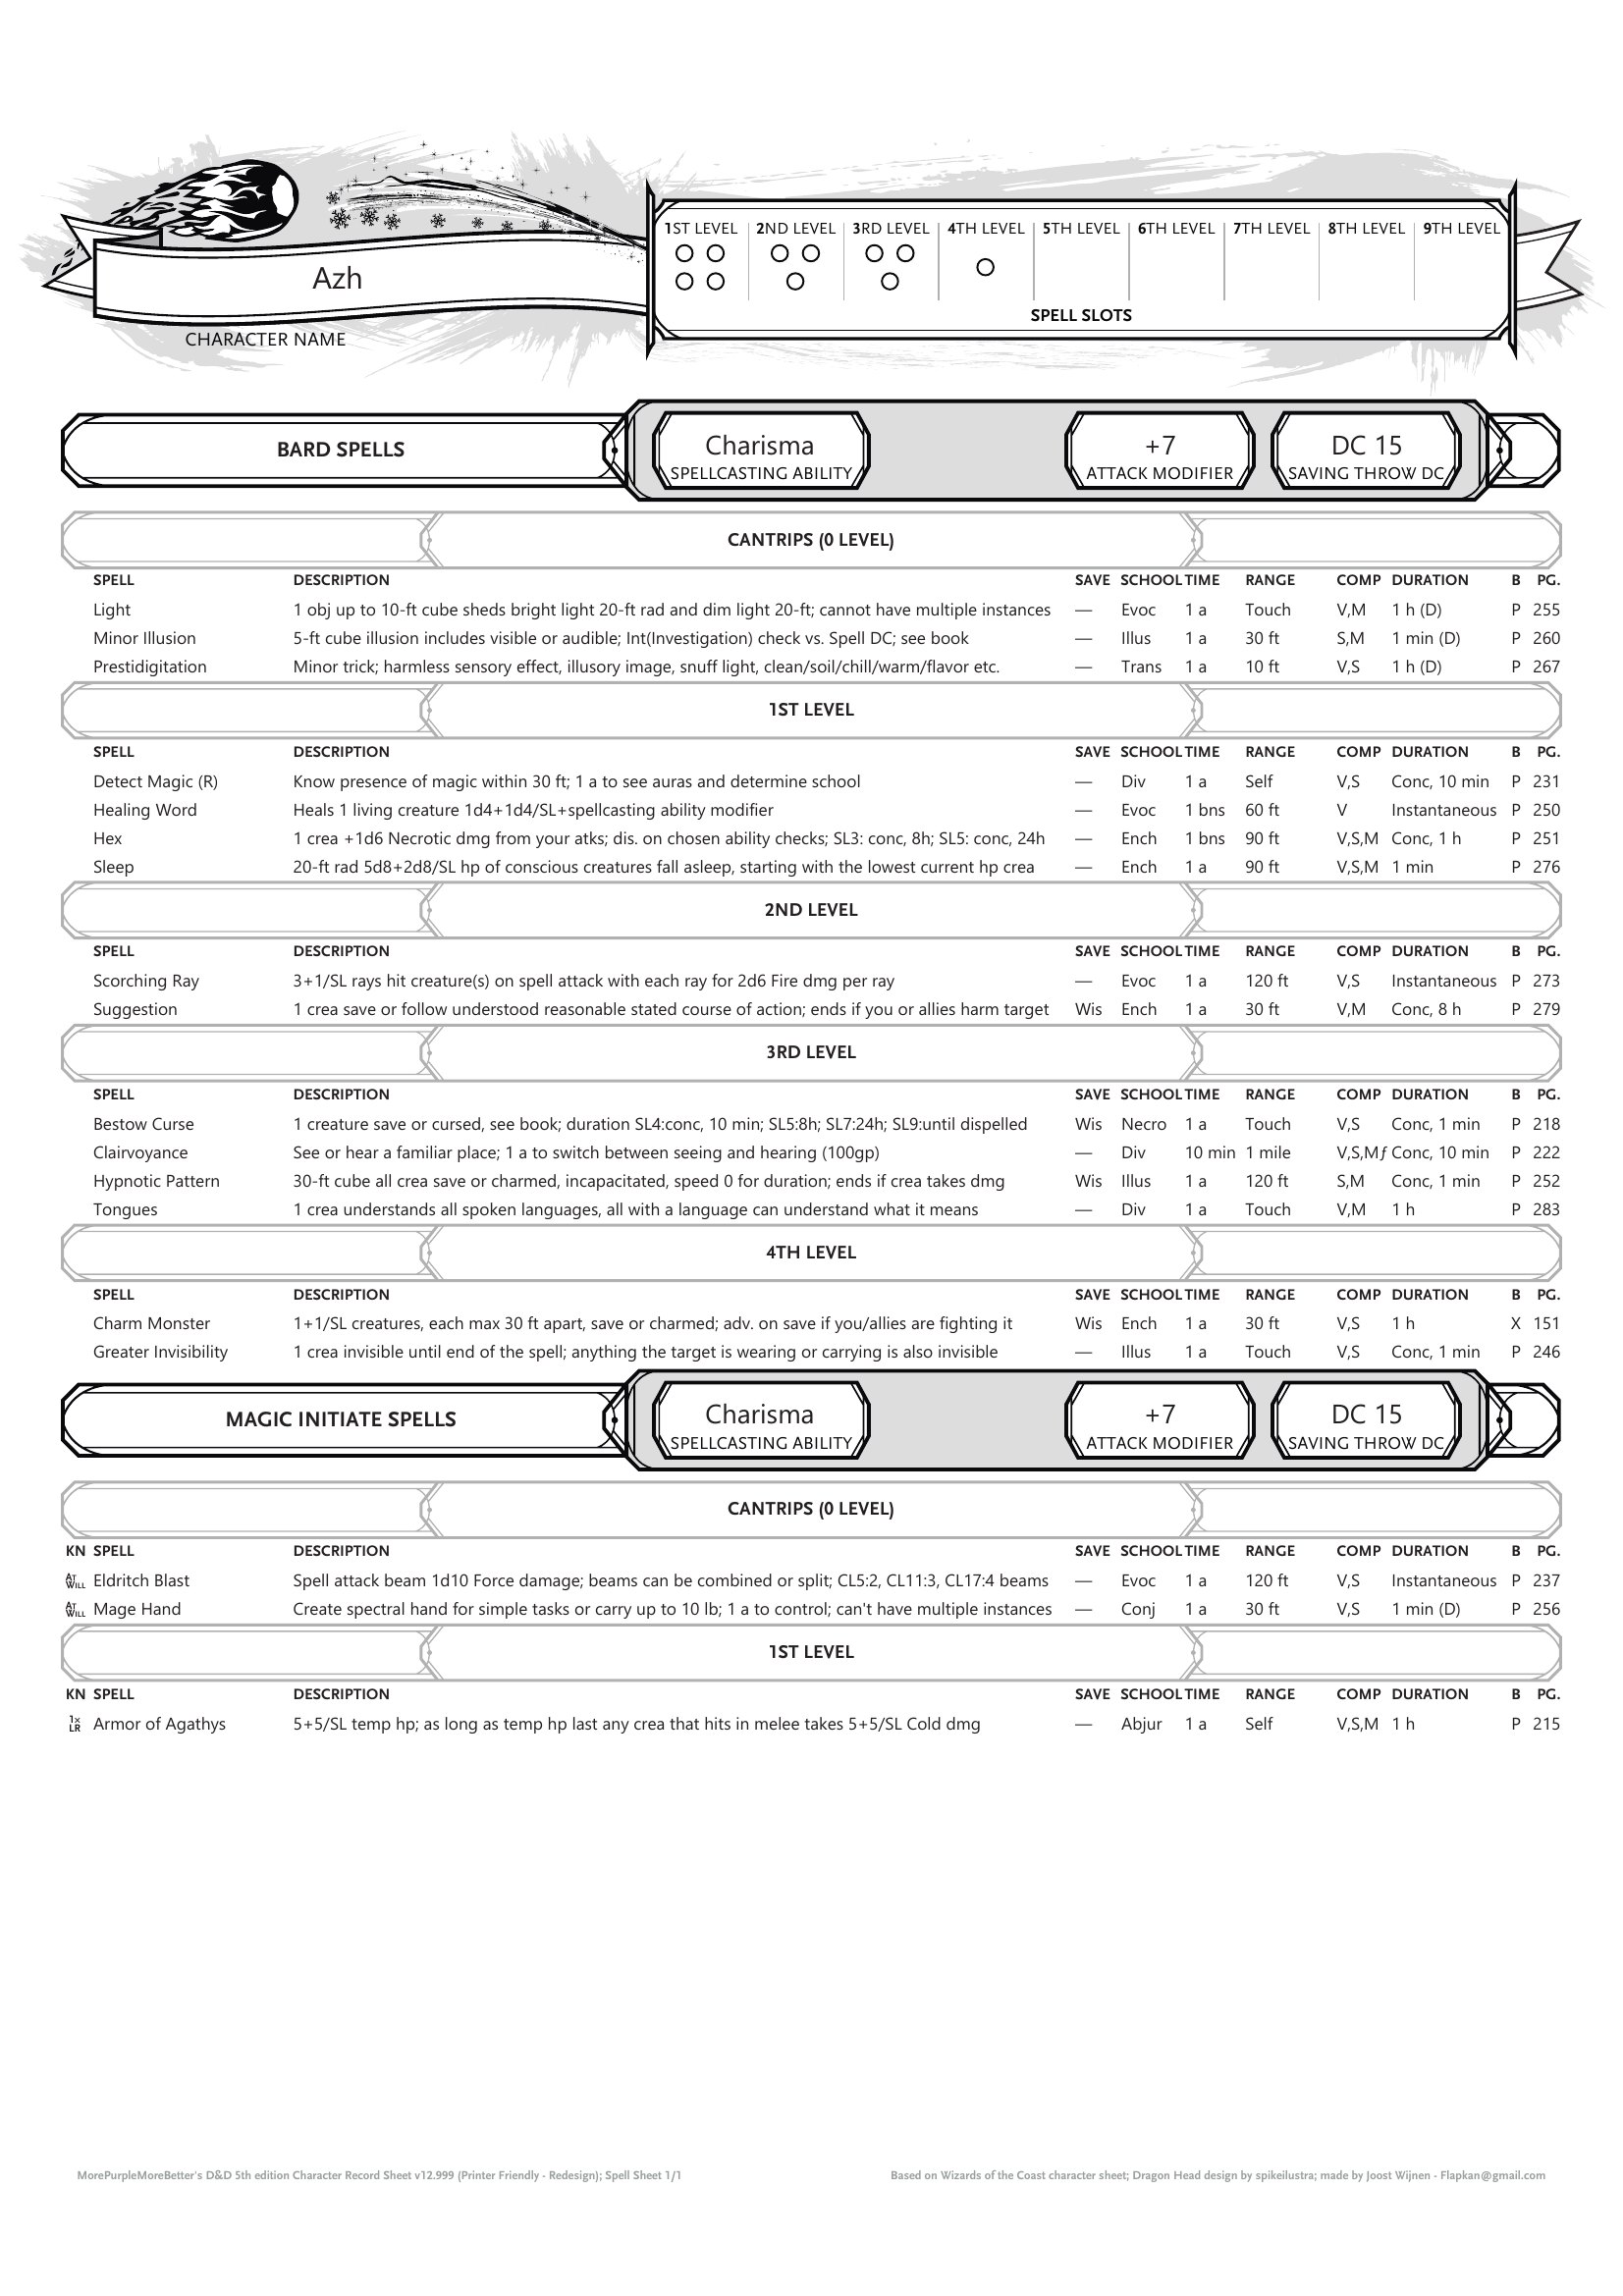 Azh
CHARACTER NAME
1ST LEVEL 2ND LEVEL 3RD LEVEL 4TH LEVEL 5TH LEVEL 6TH LEVEL 7TH LEVEL 8TH LEVEL 9TH LEVEL
SPELL SLOTS
BARD SPELLS
Charisma
SPELLCASTING ABILITY
+7
ATTACK MODIFIER
DC 15
SAVING THROW DC
CANTRIPS (0 LEVEL)
SPELL DESCRIPTION SAVE SCHOOL TIME RANGE COMP DURATION B PG.
Light 1 obj up to 10-ft cube sheds bright light 20-ft rad and dim light 20-ft; cannot have multiple instances — Evoc 1 a Touch V,M 1 h (D) P 255
Minor Illusion 5-ft cube illusion includes visible or audible; Int(Investigation) check vs. Spell DC; see book — Illus 1 a 30 ft S,M 1 min (D) P 260
Prestidigitation Minor trick; harmless sensory effect, illusory image, snuff light, clean/soil/chill/warm/flavor etc. — Trans 1 a 10 ft V,S 1 h (D) P 267
1ST LEVEL
SPELL DESCRIPTION SAVE SCHOOL TIME RANGE COMP DURATION B PG.
Detect Magic (R) Know presence of magic within 30 ft; 1 a to see auras and determine school — Div 1 a Self V,S Conc, 10 min P 231
Healing Word Heals 1 living creature 1d4+1d4/SL+spellcasting ability modifier — Evoc 1 bns 60 ft V Instantaneous P 250
Hex 1 crea +1d6 Necrotic dmg from your atks; dis. on chosen ability checks; SL3: conc, 8h; SL5: conc, 24h — Ench 1 bns 90 ft V,S,M Conc, 1 h P 251
Sleep 20-ft rad 5d8+2d8/SL hp of conscious creatures fall asleep, starting with the lowest current hp crea — Ench 1 a 90 ft V,S,M 1 min P 276
2ND LEVEL
SPELL DESCRIPTION SAVE SCHOOL TIME RANGE COMP DURATION B PG.
Scorching Ray 3+1/SL rays hit creature(s) on spell attack with each ray for 2d6 Fire dmg per ray — Evoc 1 a 120 ft V,S Instantaneous P 273
Suggestion 1 crea save or follow understood reasonable stated course of action; ends if you or allies harm target Wis Ench 1 a 30 ft V,M Conc, 8 h P 279
3RD LEVEL
SPELL DESCRIPTION SAVE SCHOOL TIME RANGE COMP DURATION B PG.
Bestow Curse 1 creature save or cursed, see book; duration SL4:conc, 10 min; SL5:8h; SL7:24h; SL9:until dispelled Wis Necro 1 a Touch V,S Conc, 1 min P 218
Clairvoyance See or hear a familiar place; 1 a to switch between seeing and hearing (100gp) — Div 10 min 1 mile V,S,Mƒ Conc, 10 min P 222
Hypnotic Pattern 30-ft cube all crea save or charmed, incapacitated, speed 0 for duration; ends if crea takes dmg Wis Illus 1 a 120 ft S,M Conc, 1 min P 252
Tongues 1 crea understands all spoken languages, all with a language can understand what it means — Div 1 a Touch V,M 1 h P 283
4TH LEVEL
SPELL DESCRIPTION SAVE SCHOOL TIME RANGE COMP DURATION B PG.
Charm Monster 1+1/SL creatures, each max 30 ft apart, save or charmed; adv. on save if you/allies are fighting it Wis Ench 1 a 30 ft V,S 1 h X 151
Greater Invisibility 1 crea invisible until end of the spell; anything the target is wearing or carrying is also invisible — Illus 1 a Touch V,S Conc, 1 min P 246
MAGIC INITIATE SPELLS
Charisma
SPELLCASTING ABILITY
+7
ATTACK MODIFIER
DC 15
SAVING THROW DC
CANTRIPS (0 LEVEL)
KN SPELL DESCRIPTION SAVE SCHOOL TIME RANGE COMP DURATION B PG.
AT WILL Eldritch Blast Spell attack beam 1d10 Force damage; beams can be combined or split; CL5:2, CL11:3, CL17:4 beams — Evoc 1 a 120 ft V,S Instantaneous P 237
AT WILL Mage Hand Create spectral hand for simple tasks or carry up to 10 lb; 1 a to control; can't have multiple instances — Conj 1 a 30 ft V,S 1 min (D) P 256
1ST LEVEL
KN SPELL DESCRIPTION SAVE SCHOOL TIME RANGE COMP DURATION B PG.
1× LR Armor of Agathys 5+5/SL temp hp; as long as temp hp last any crea that hits in melee takes 5+5/SL Cold dmg — Abjur 1 a Self V,S,M 1 h P 215
MorePurpleMoreBetter's D&D 5th edition Character Record Sheet v12.999 (Printer Friendly - Redesign); Spell Sheet 1/1
Based on Wizards of the Coast character sheet; Dragon Head design by spikeilustra; made by Joost Wijnen - Flapkan@gmail.com